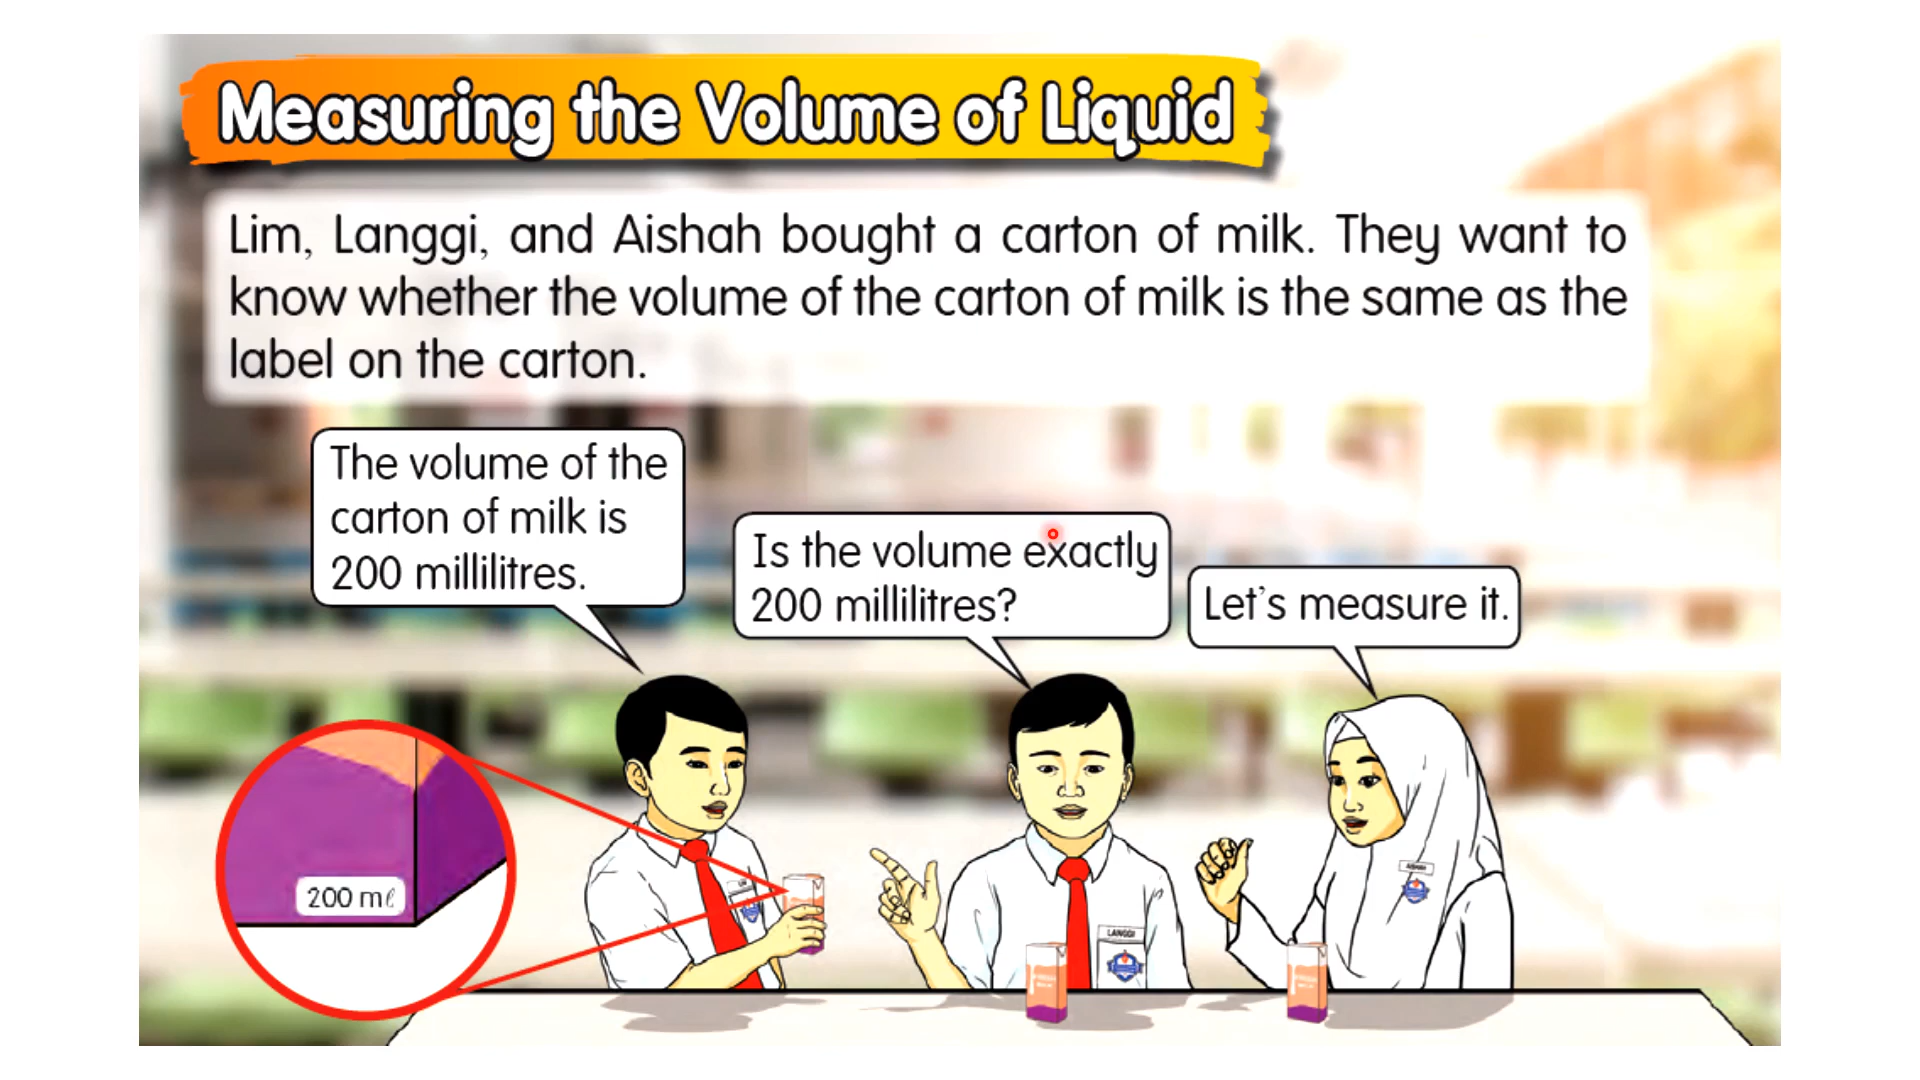 Measuring the Volume of Liquid
Lim, Langgi, and Aishah bought a carton of milk. They want to
know whether the volume of the carton of milk is the same as the
label on the carton.
The volume of the
carton of milk is
200 millilitres.
Is the volume exactly
200 millilitres?
Let's measure it.
200 mℓ
LANGGI